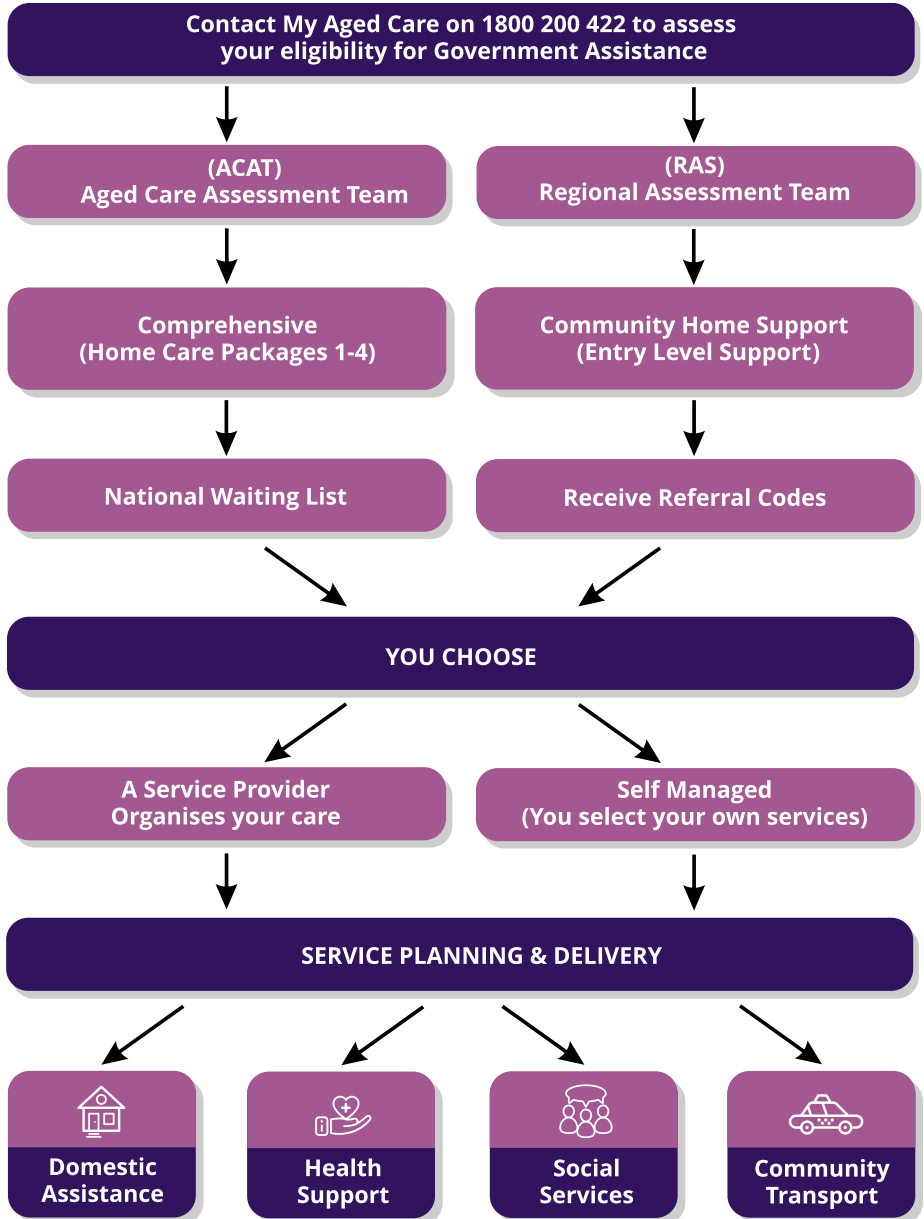 Contact My Aged Care on 1800 200 422 to assess
your eligibility for Government Assistance
(ACAT)
Aged Care Assessment Team
(RAS)
Regional Assessment Team
Comprehensive
(Home Care Packages 1-4)
Community Home Support
(Entry Level Support)
National Waiting List
Receive Referral Codes
YOU CHOOSE
A Service Provider
Organises your care
Self Managed
(You select your own services)
SERVICE PLANNING & DELIVERY
Domestic
Assistance
Health
Support
Social
Services
Community
Transport